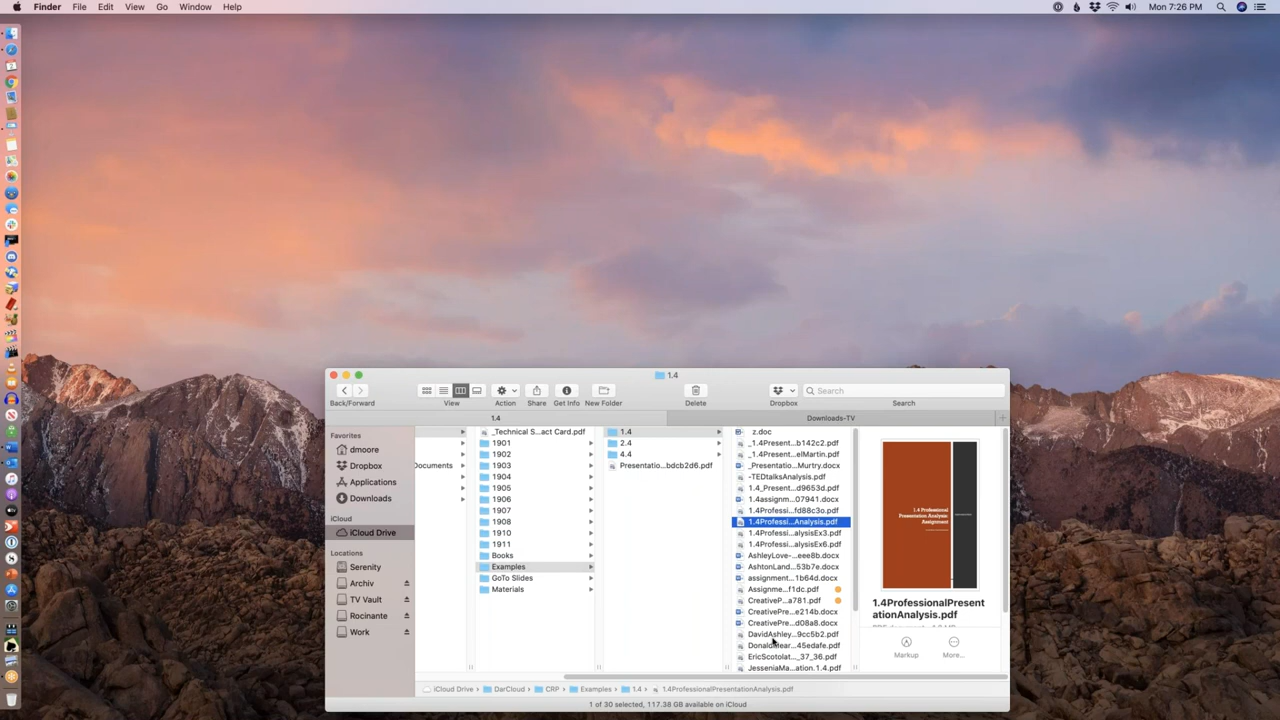 Finder File Edit View Go Window Help
Mon 7:26 PM
1.4
Back/Forward View Action Share Get Info New Folder Delete Dropbox Search
Search
1.4 Downloads-TV
Favorites
dmoore
Dropbox
Applications
Downloads
iCloud
iCloud Drive
Locations
Serenity
Archiv
TV Vault
Rocinante
Work
Documents
_Technical S...act Card.pdf
1901
1902
1903
1904
1905
1906
1907
1908
1910
1911
Books
Examples
GoTo Slides
Materials
1.4
2.4
4.4
Presentatio...bdcb2d6.pdf
z.doc
_1.4Present...b142c2.pdf
_1.4Present...elMartin.pdf
_Presentatio...Murtry.docx
-TEDtalksAnalysis.pdf
1.4_Present...d9653d.pdf
1.4assignm...07941.docx
1.4Professi...fd88c3o.pdf
1.4Professi...Analysis.pdf
1.4Professi...alysisEx3.pdf
1.4Professi...alysisEx6.pdf
AshleyLove-...eee8b.docx
AshtonLand...53b7e.docx
assignment...1b64d.docx
Assignme...f1dc.pdf
CreativeP...a781.pdf
CreativePre...e214b.docx
CreativePre...d08a8.docx
DavidAshley...9cc5b2.pdf
EricScotolat..._37_36.pdf
JesseniaMa...ation.1.4.pdf
1.4 Professional
Presentation Analysis:
Assignment
1.4ProfessionalPresent
ationAnalysis.pdf
Markup More...
iCloud Drive DarCloud CRP Examples 1.4 1.4ProfessionalPresentationAnalysis.pdf
1 of 30 selected, 117.38 GB available on iCloud